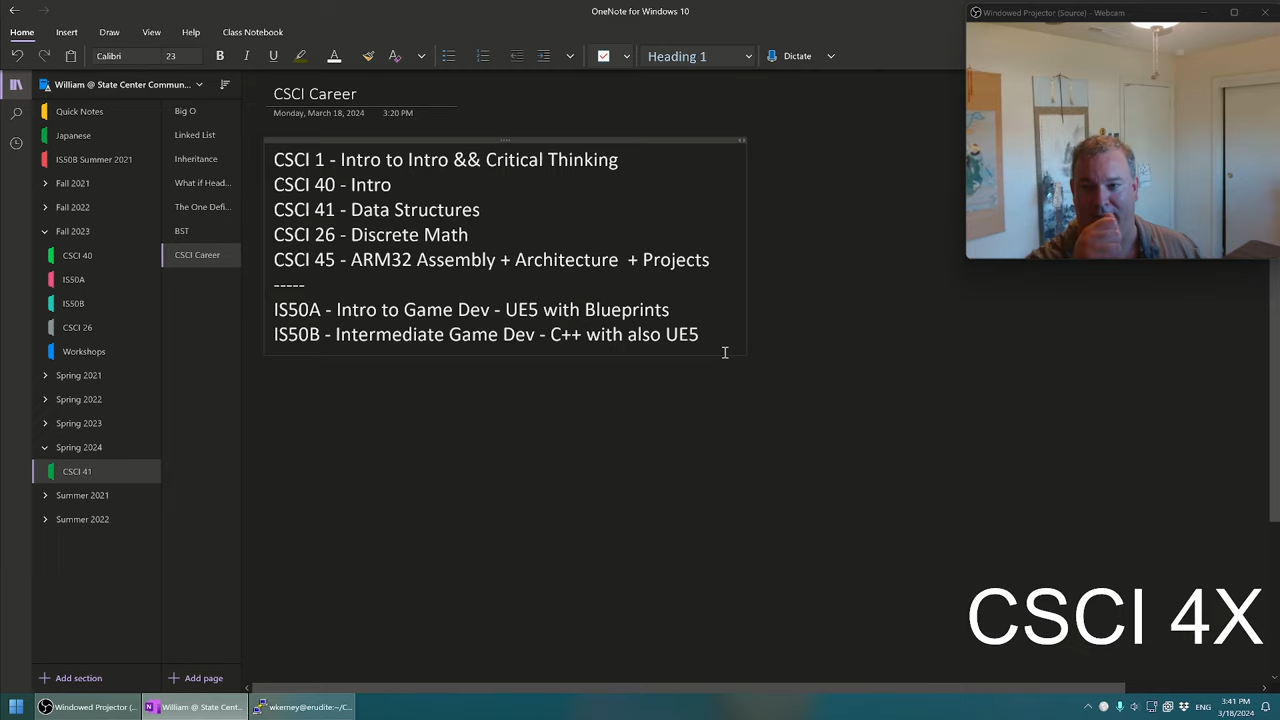 OneNote for Windows 10
Windowed Projector (Source) - Webcam
Home Insert Draw View Help Class Notebook
Calibri 23 B I U A Heading 1 Dictate
William @ State Center Commun...
Quick Notes
Japanese
IS50B Summer 2021
Fall 2021
Fall 2022
Fall 2023
CSCI 40
IS50A
IS50B
CSCI 26
Workshops
Spring 2021
Spring 2022
Spring 2023
Spring 2024
CSCI 41
Summer 2021
Summer 2022
Add section
Big O
Linked List
Inheritance
What if Head...
The One Defi...
BST
CSCI Career
Add page
CSCI Career
Monday, March 18, 2024 3:20 PM
CSCI 1 - Intro to Intro && Critical Thinking
CSCI 40 - Intro
CSCI 41 - Data Structures
CSCI 26 - Discrete Math
CSCI 45 - ARM32 Assembly + Architecture + Projects
-----
IS50A - Intro to Game Dev - UE5 with Blueprints
IS50B - Intermediate Game Dev - C++ with also UE5
CSCI 4X
Windowed Projector (...
William @ State Cent...
wkerney@erudite: ~/C...
ENG
3:41 PM
3/18/2024